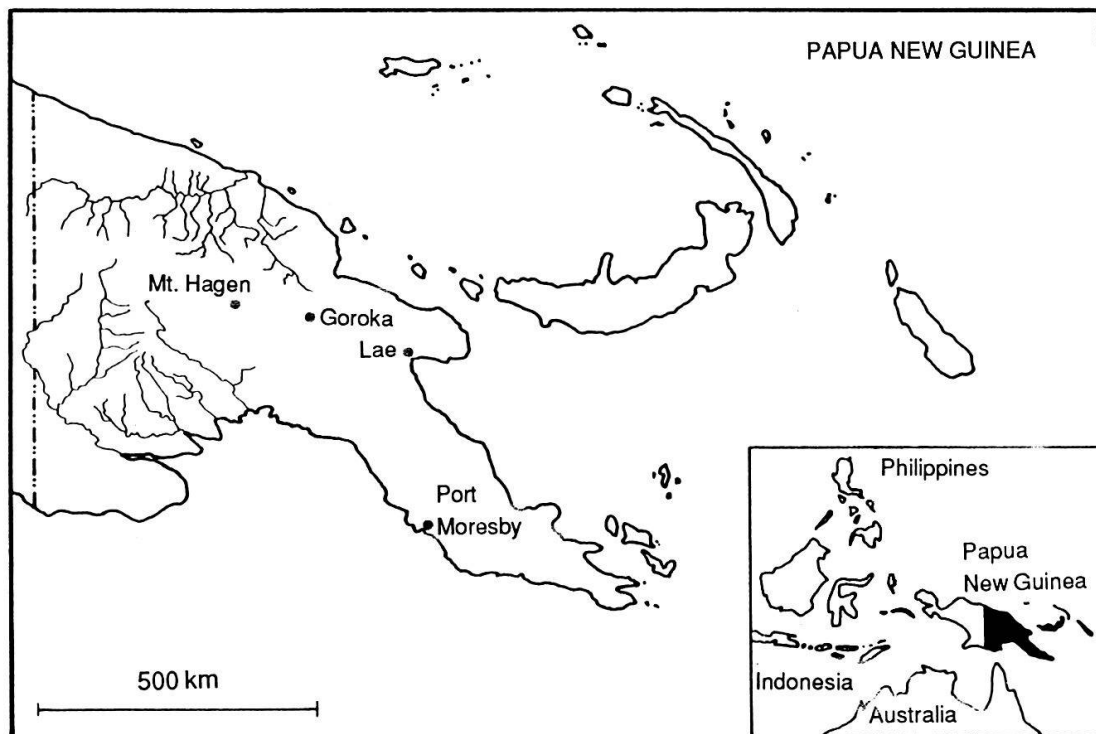 PAPUA NEW GUINEA
Mt. Hagen
Goroka
Lae
Port
Moresby
500 km
Philippines
Papua
New Guinea
Indonesia
Australia